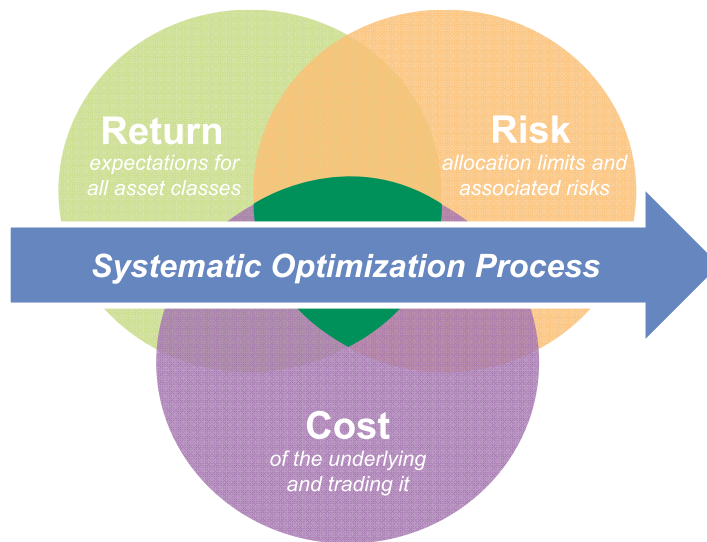 Return
expectations for
all asset classes
Risk
allocation limits and
associated risks
Systematic Optimization Process
Cost
of the underlying
and trading it